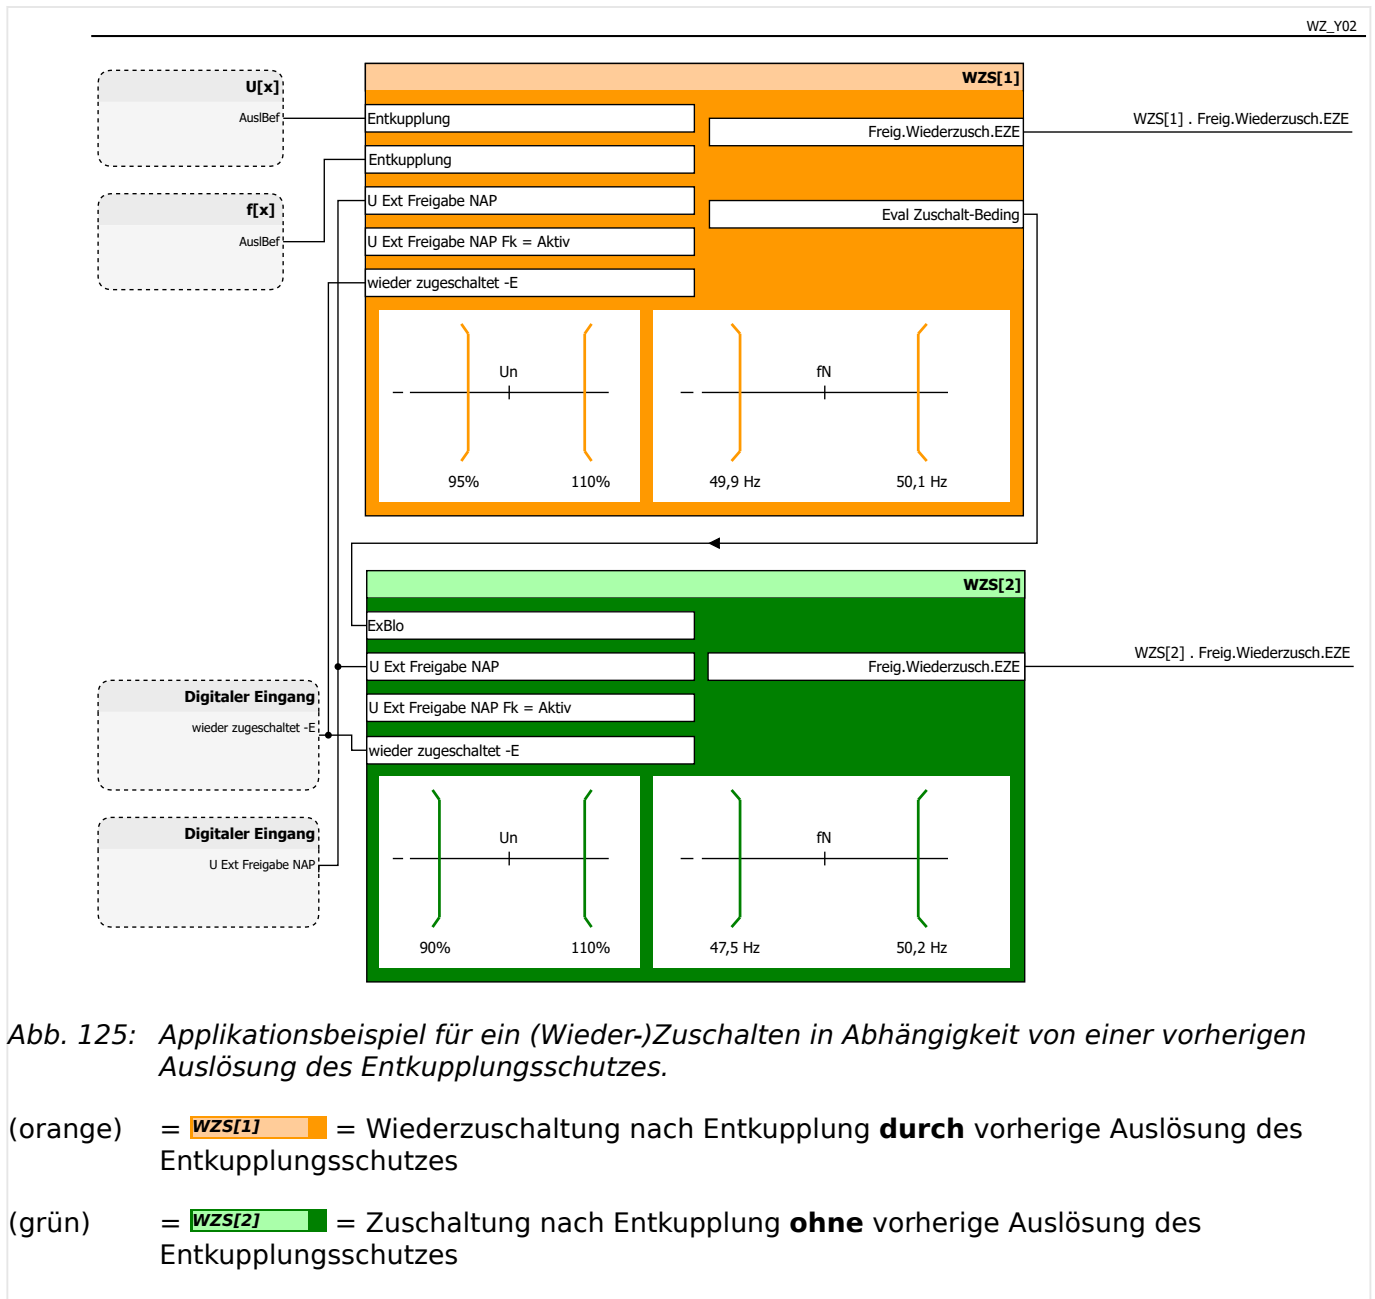 WZ_Y02
U[x]
AuslBef
f[x]
AuslBef
WZS[1]
Entkupplung
Entkupplung
U Ext Freigabe NAP
U Ext Freigabe NAP Fk = Aktiv
wieder zugeschaltet -E
Freig.Wiederzusch.EZE
Eval Zuschalt-Beding
WZS[1] . Freig.Wiederzusch.EZE
Un
95%
110%
fN
49,9 Hz
50,1 Hz
WZS[2]
ExBlo
U Ext Freigabe NAP
U Ext Freigabe NAP Fk = Aktiv
wieder zugeschaltet -E
Freig.Wiederzusch.EZE
WZS[2] . Freig.Wiederzusch.EZE
Digitaler Eingang
wieder zugeschaltet -E
Digitaler Eingang
U Ext Freigabe NAP
Un
90%
110%
fN
47,5 Hz
50,2 Hz
Abb. 125: Applikationsbeispiel für ein (Wieder-)Zuschalten in Abhängigkeit von einer vorherigen
Auslösung des Entkupplungsschutzes.
(orange) = WZS[1] = Wiederzuschaltung nach Entkupplung durch vorherige Auslösung des
Entkupplungsschutzes
(grün) = WZS[2] = Zuschaltung nach Entkupplung ohne vorherige Auslösung des
Entkupplungsschutzes